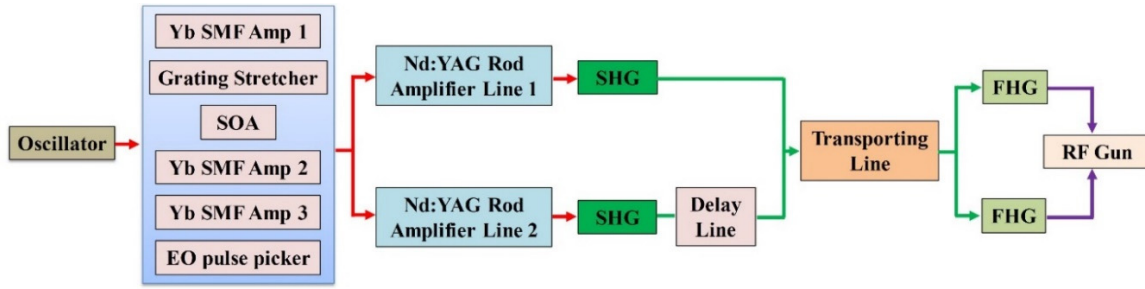 Oscillator
Yb SMF Amp 1
Grating Stretcher
SOA
Yb SMF Amp 2
Yb SMF Amp 3
EO pulse picker
Nd:YAG Rod
Amplifier Line 1
SHG
Nd:YAG Rod
Amplifier Line 2
SHG
Delay
Line
Transporting
Line
FHG
FHG
RF Gun